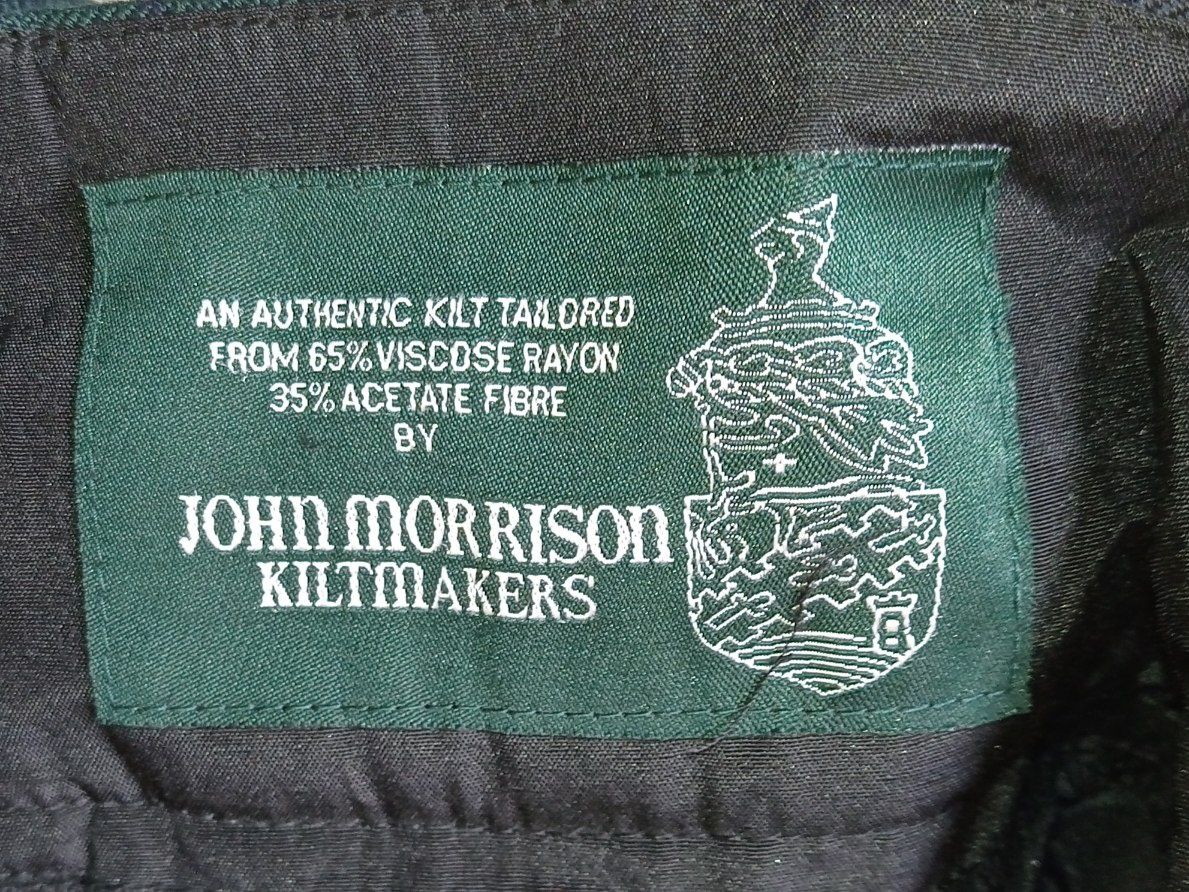 AN AUTHENTIC KILT TAILORED
FROM 65% VISCOSE RAYON
35% ACETATE FIBRE
BY
JOHN MORRISON
KILTMAKERS